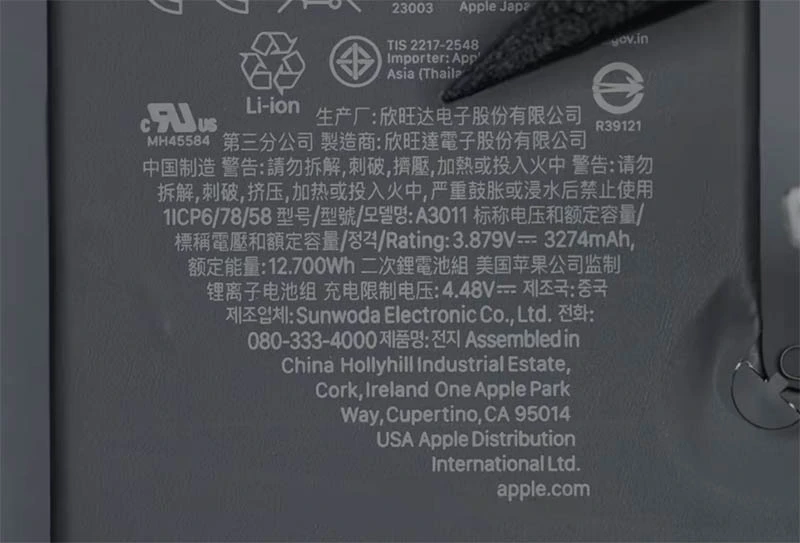 23003
Apple Japa
TIS 2217-2548
Importer: Appl
Asia (Thailan
gov.in
Li-ion
c RU US
MH45584
R39121
生产厂:欣旺达电子股份有限公司
第三分公司 製造商:欣旺達電子股份有限公司
中国制造 警告:請勿拆解,刺破,擠壓,加熱或投入火中 警告:请勿
拆解,刺破,挤压,加热或投入火中,严重鼓胀或浸水后禁止使用
1ICP6/78/58 型号/型號/모델명: A3011 标称电压和额定容量/
標稱電壓和額定容量/정격/Rating: 3.879V⎓ 3274mAh,
额定能量:12.700Wh 二次鋰電池組 美国苹果公司监制
锂离子电池组 充电限制电压: 4.48V⎓ 제조국: 중국
제조업체: Sunwoda Electronic Co., Ltd. 전화:
080-333-4000 제품명: 전지 Assembled in
China Hollyhill Industrial Estate,
Cork, Ireland One Apple Park
Way, Cupertino, CA 95014
USA Apple Distribution
International Ltd.
apple.com